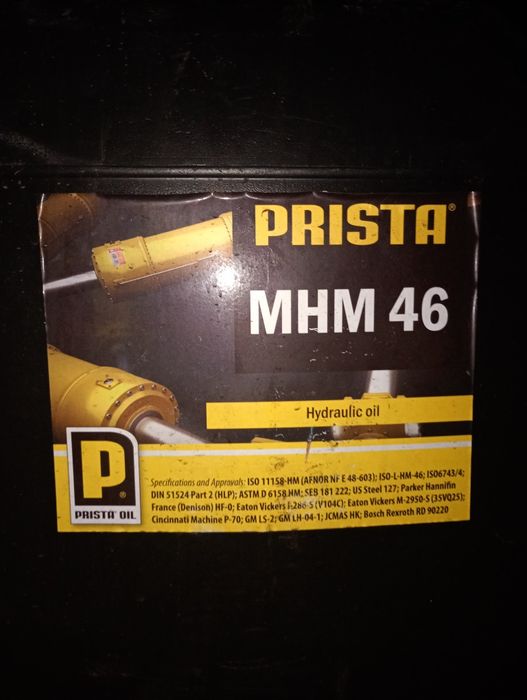 PRISTA®
MHM 46
Hydraulic oil
P
PRISTA OIL®
Specifications and Approvals: ISO 11158-HM (AFNOR NF E 48-603); ISO-L-HM-46; ISO6743/4;
DIN 51524 Part 2 (HLP); ASTM D 6158 HM; SEB 181 222; US Steel 127; Parker Hannifin
France (Denison) HF-0; Eaton Vickers I-286-S (V104C); Eaton Vickers M-2950-S (35VQ25);
Cincinnati Machine P-70; GM LS-2; GM LH-04-1; JCMAS HK; Bosch Rexroth RD 90220